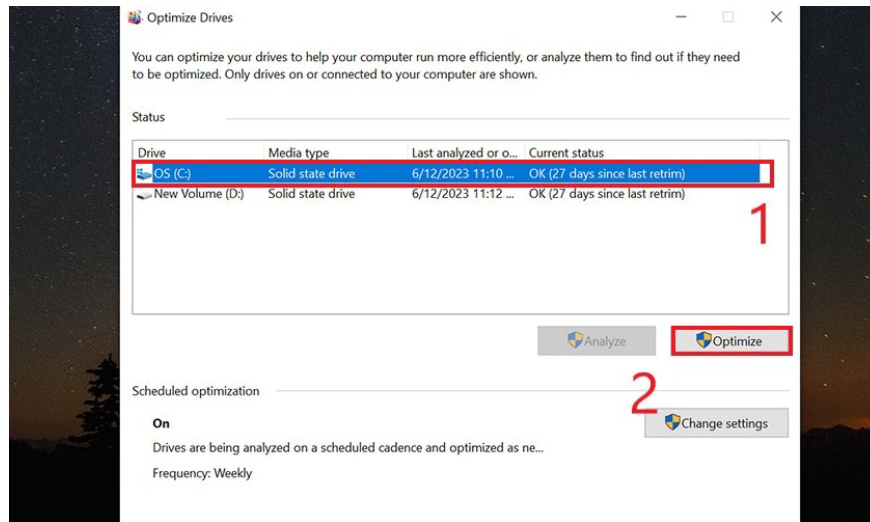 Optimize Drives
You can optimize your drives to help your computer run more efficiently, or analyze them to find out if they need
to be optimized. Only drives on or connected to your computer are shown.
Status
Drive Media type Last analyzed or o... Current status
OS (C:) Solid state drive 6/12/2023 11:10 ... OK (27 days since last retrim)
New Volume (D:) Solid state drive 6/12/2023 11:12 ... OK (27 days since last retrim)
1
Analyze Optimize
2
Scheduled optimization
On Change settings
Drives are being analyzed on a scheduled cadence and optimized as ne...
Frequency: Weekly